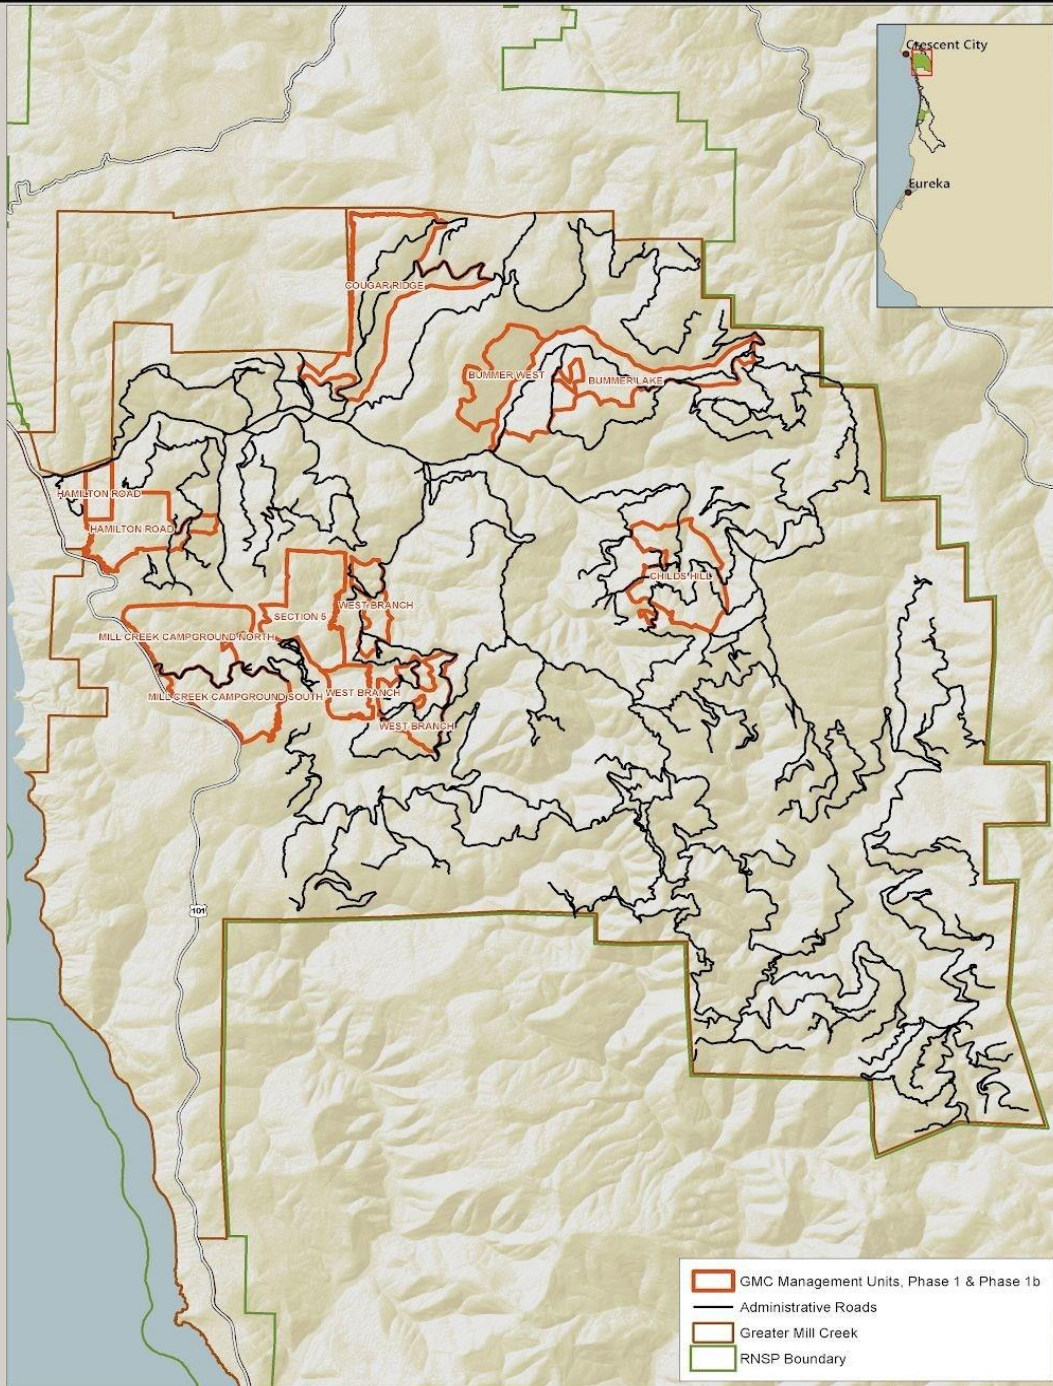 Crescent City
Eureka
COUGAR RIDGE
BUMMER WEST
BUMMER LAKE
HAMILTON ROAD
HAMILTON ROAD
CHILDS HILL
WEST BRANCH
SECTION 5
MILL CREEK CAMPGROUND NORTH
MILL CREEK CAMPGROUND SOUTH
WEST BRANCH
WEST BRANCH
101
GMC Management Units, Phase 1 & Phase 1b
Administrative Roads
Greater Mill Creek
RNSP Boundary